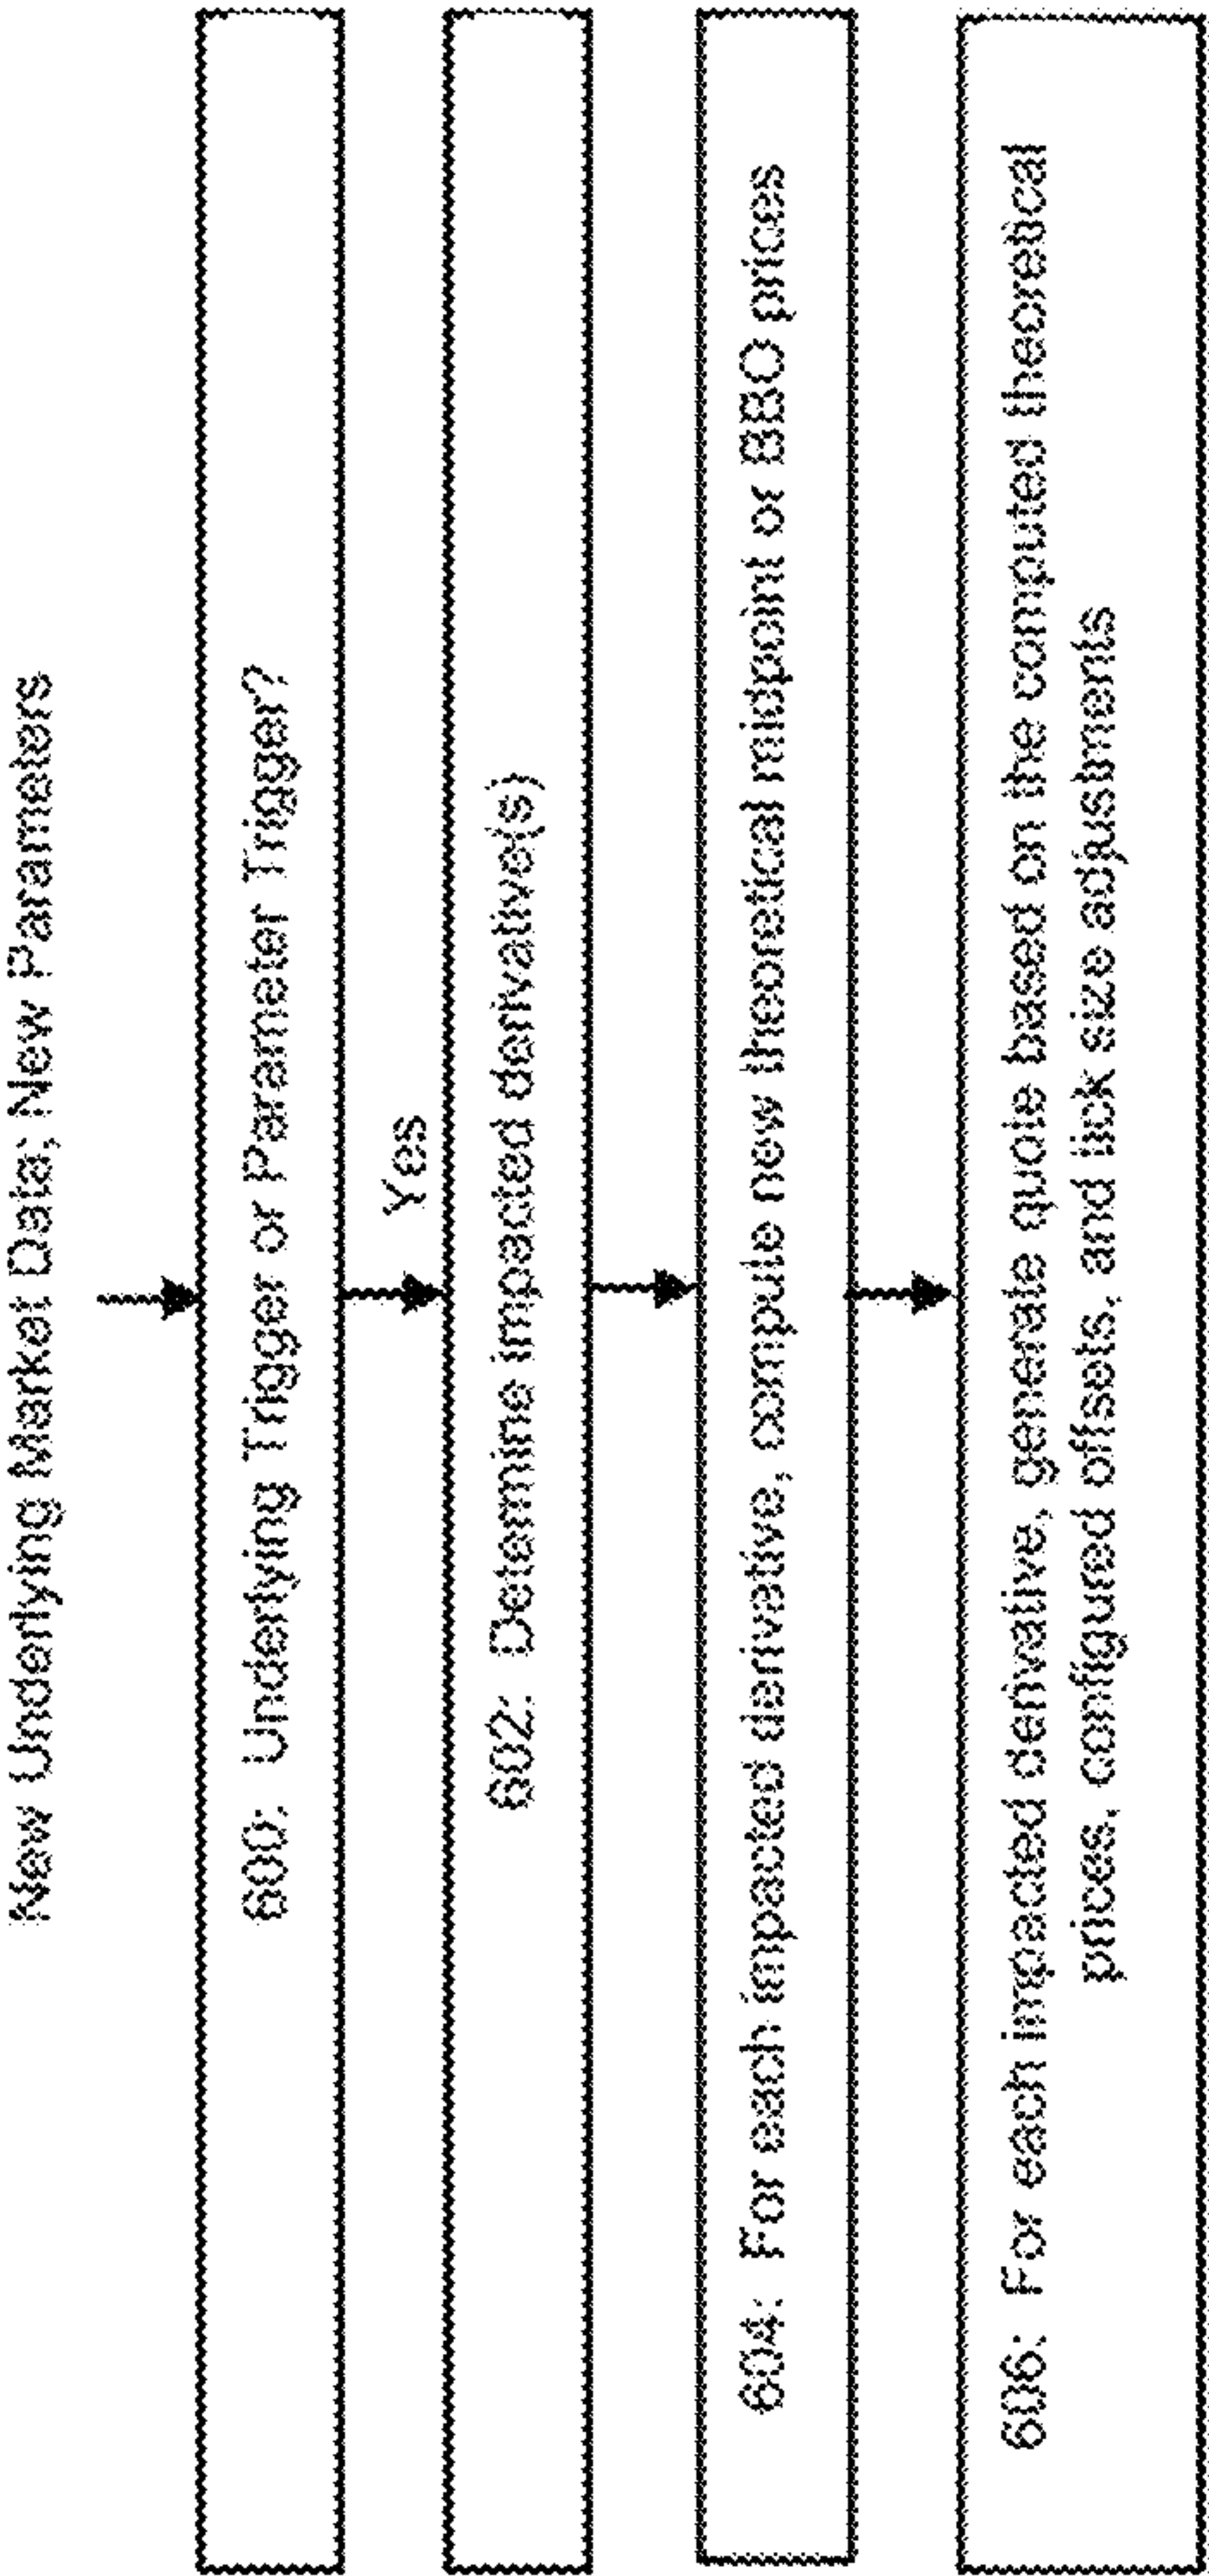 New Underlying Market Data; New Parameters
600: Underlying Trigger or Parameter Trigger?
Yes
602: Determine impacted derivative(s)
604: For each impacted derivative, compute new theoretical midpoint or BBO prices
606: For each impacted derivative, generate quote based on the computed theoretical
prices, configured offsets, and tick size adjustments